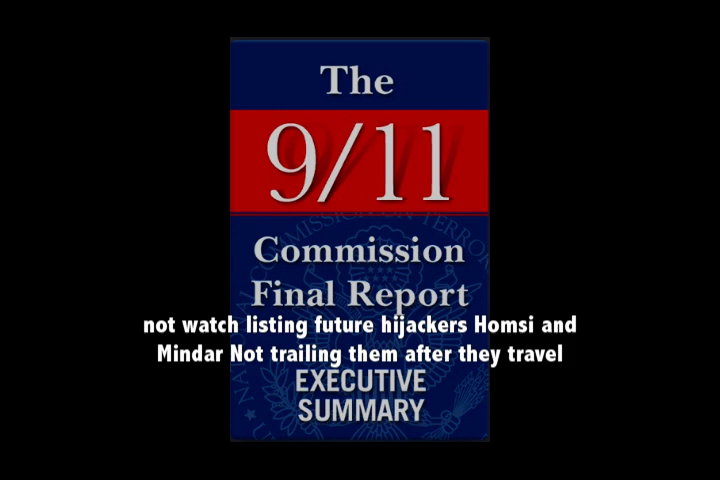 The
9/11
Commission
Final Report
not watch listing future hijackers Homsi and
Mindar Not trailing them after they travel
EXECUTIVE
SUMMARY